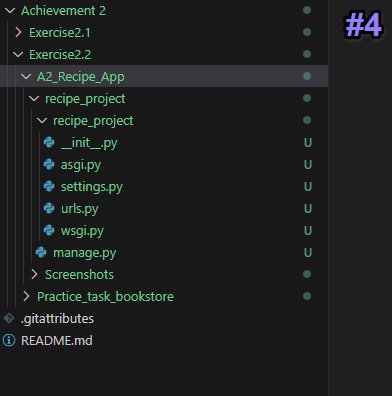 Achievement 2
#4
Exercise2.1
Exercise2.2
A2_Recipe_App
recipe_project
recipe_project
__init__.py U
asgi.py U
settings.py U
urls.py U
wsgi.py U
manage.py U
Screenshots
Practice_task_bookstore
.gitattributes
README.md